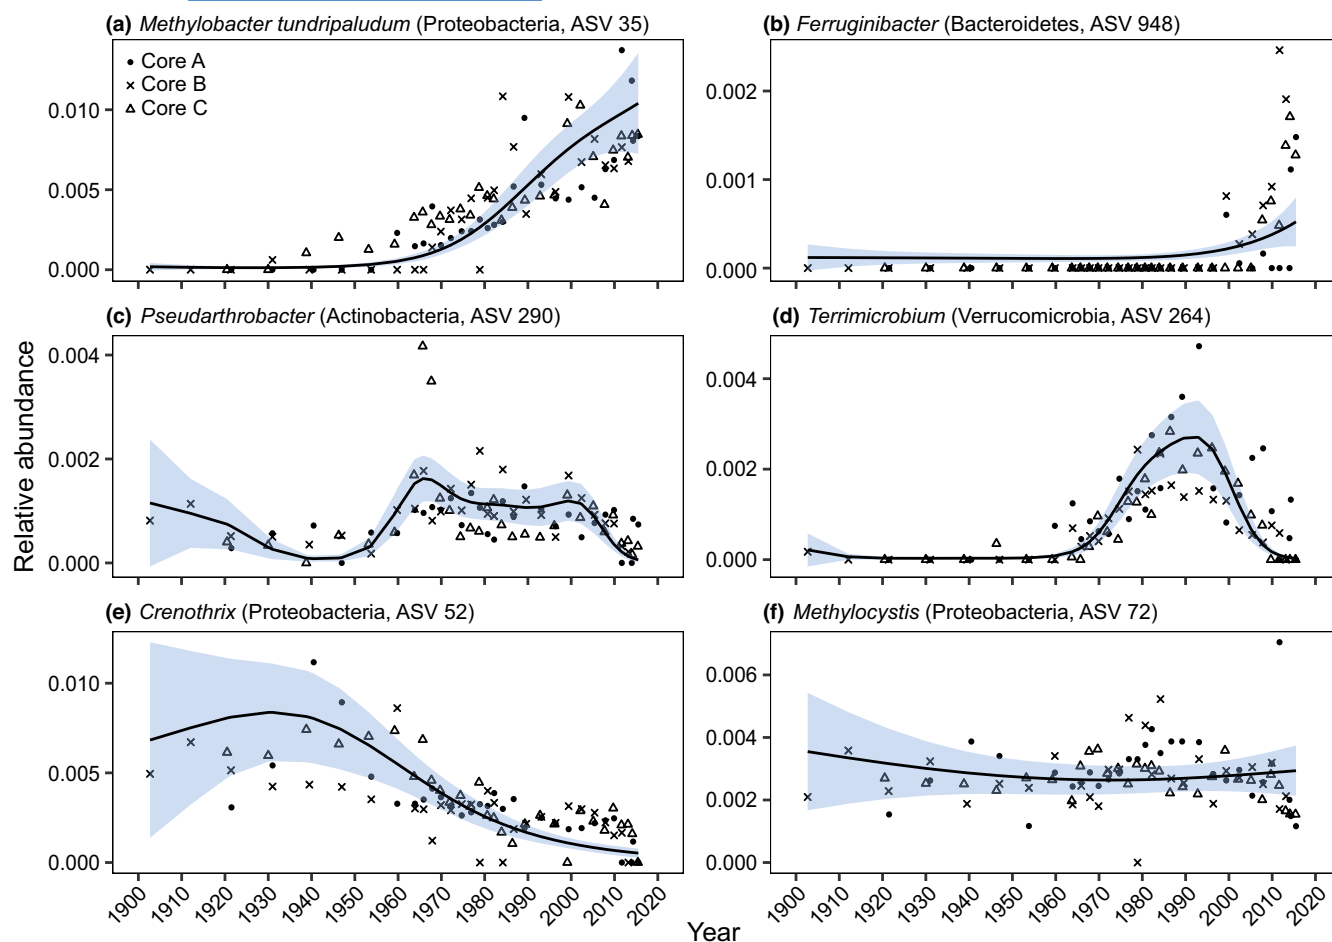 (a) Methylobacter tundripaludum (Proteobacteria, ASV 35)
Core A
Core B
Core C
0.010
0.005
0.000
1900 1910 1920 1930 1940 1950 1960 1970 1980 1990 2000 2010 2020
(b) Ferruginibacter (Bacteroidetes, ASV 948)
0.002
0.001
0.000
1900 1910 1920 1930 1940 1950 1960 1970 1980 1990 2000 2010 2020
(c) Pseudarthrobacter (Actinobacteria, ASV 290)
0.004
0.002
0.000
(d) Terrimicrobium (Verrucomicrobia, ASV 264)
0.004
0.002
0.000
(e) Crenothrix (Proteobacteria, ASV 52)
0.010
0.005
0.000
(f) Methylocystis (Proteobacteria, ASV 72)
0.006
0.004
0.002
0.000
Relative abundance
Year